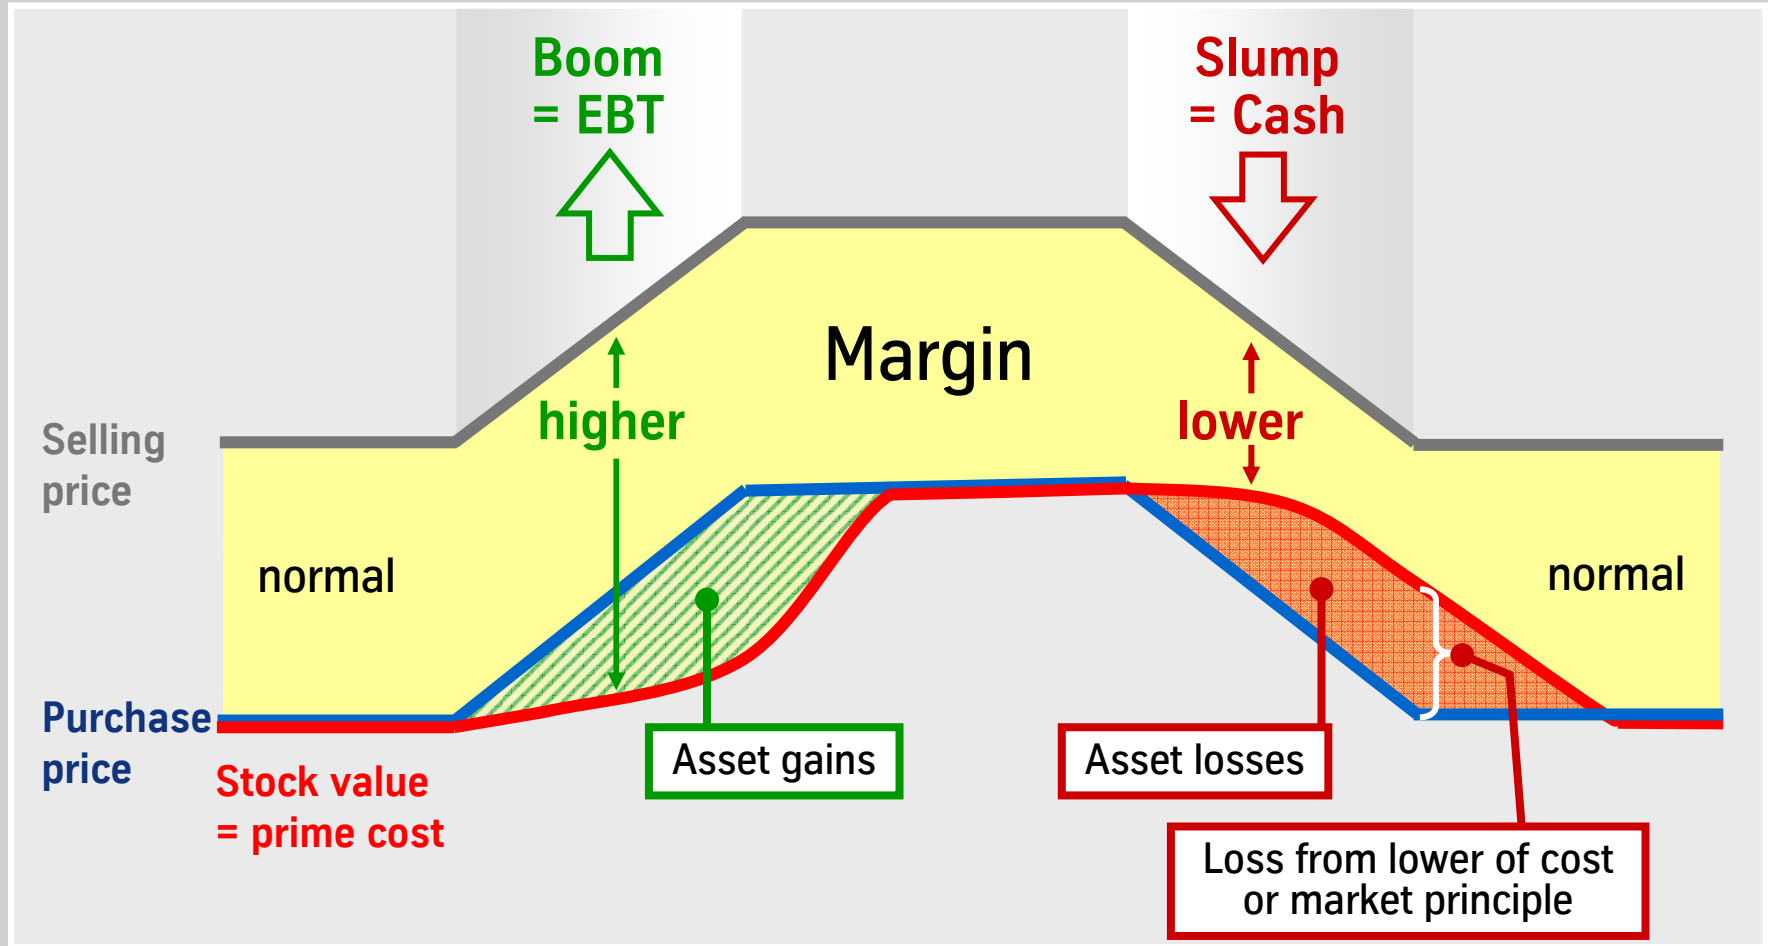 Boom
= EBT
Slump
= Cash
Margin
higher
lower
Selling
price
normal
normal
Purchase
price
Stock value
= prime cost
Asset gains
Asset losses
Loss from lower of cost
or market principle